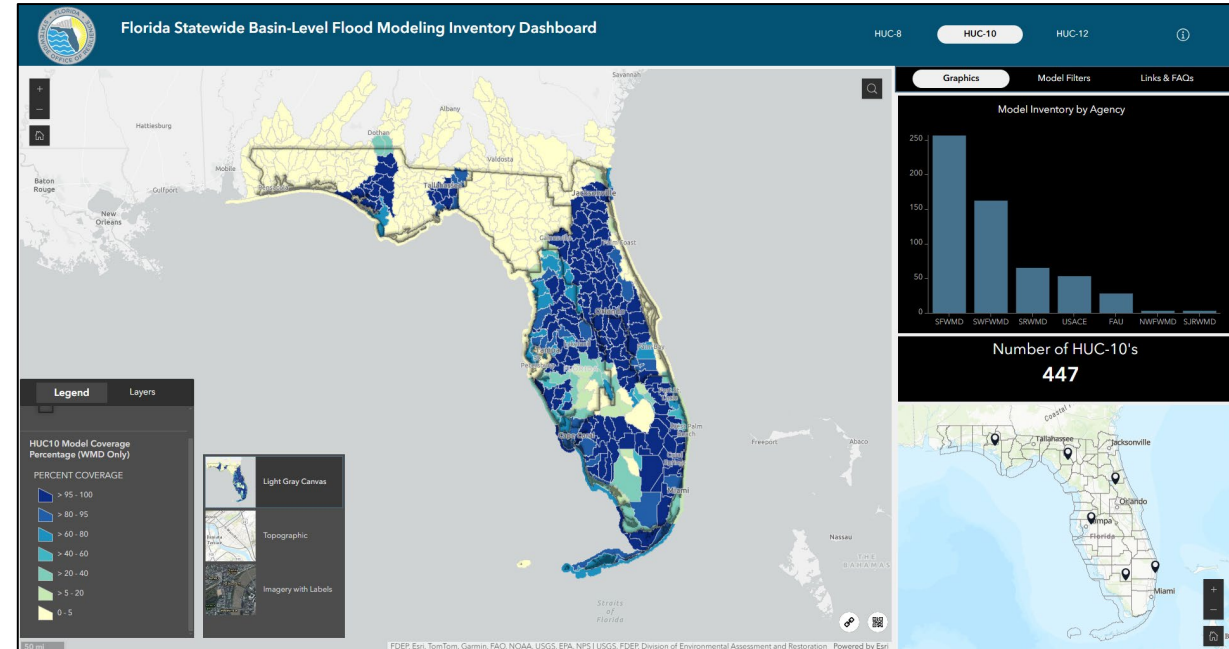 Florida Statewide Basin-Level Flood Modeling Inventory Dashboard
HUC-8
HUC-10
HUC-12
Graphics
Model Filters
Links & FAQs
Model Inventory by Agency
250
200
150
100
50
0
SFWMD
SWFWMD
SRWMD
USACE
FAU
NWFWMD
SJRWMD
Number of HUC-10's
447
Savannah
Albany
Hattiesburg
Dothan
Valdosta
Mobile
Baton
Rouge
Gulfport
New
Orleans
Jacksonville
Orlando
Cape Coral
Miami
Freeport
Abaco
Nassau
THE
BAHAMAS
Straits
of
Florida
Legend
Layers
HUC10 Model Coverage
Percentage (WMD Only)
PERCENT COVERAGE
> 95 - 100
> 80 - 95
> 60 - 80
> 40 - 60
> 20 - 40
> 5 - 20
0 - 5
Light Gray Canvas
Topographic
Imagery with Labels
50 mi
FDEP, Esri, TomTom, Garmin, FAO, NOAA, USGS, EPA, NPS | USGS, FDEP, Division of Environmental Assessment and Restoration
Powered by Esri
Coastal
Tallahassee
Jacksonville
Orlando
Tampa
Florida
Miami